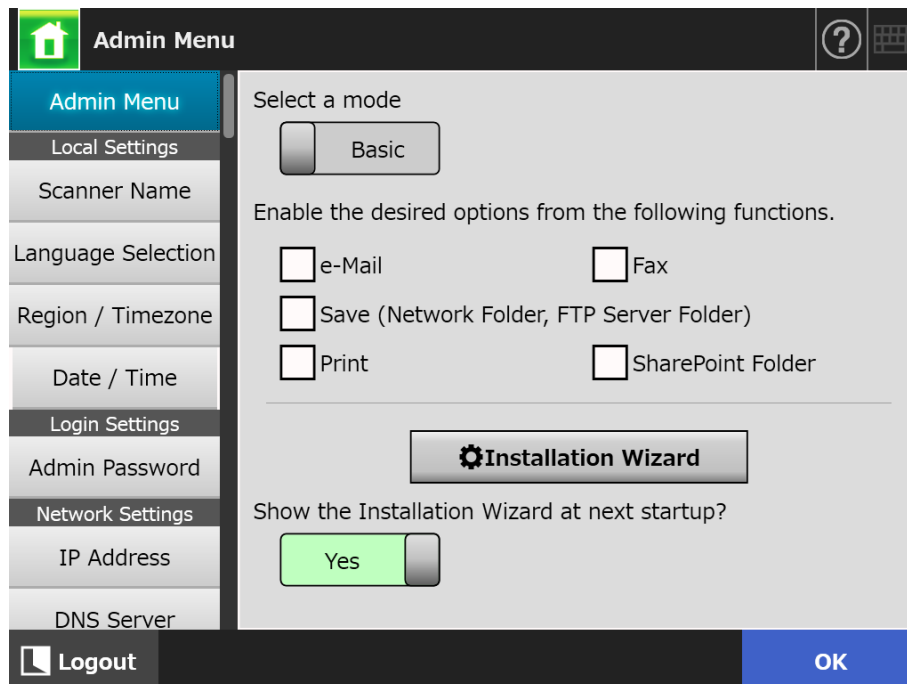 Admin Menu
?
Admin Menu
Local Settings
Scanner Name
Language Selection
Region / Timezone
Date / Time
Login Settings
Admin Password
Network Settings
IP Address
DNS Server
Select a mode
Basic
Enable the desired options from the following functions.
e-Mail
Fax
Save (Network Folder, FTP Server Folder)
Print
SharePoint Folder
Installation Wizard
Show the Installation Wizard at next startup?
Yes
Logout
OK